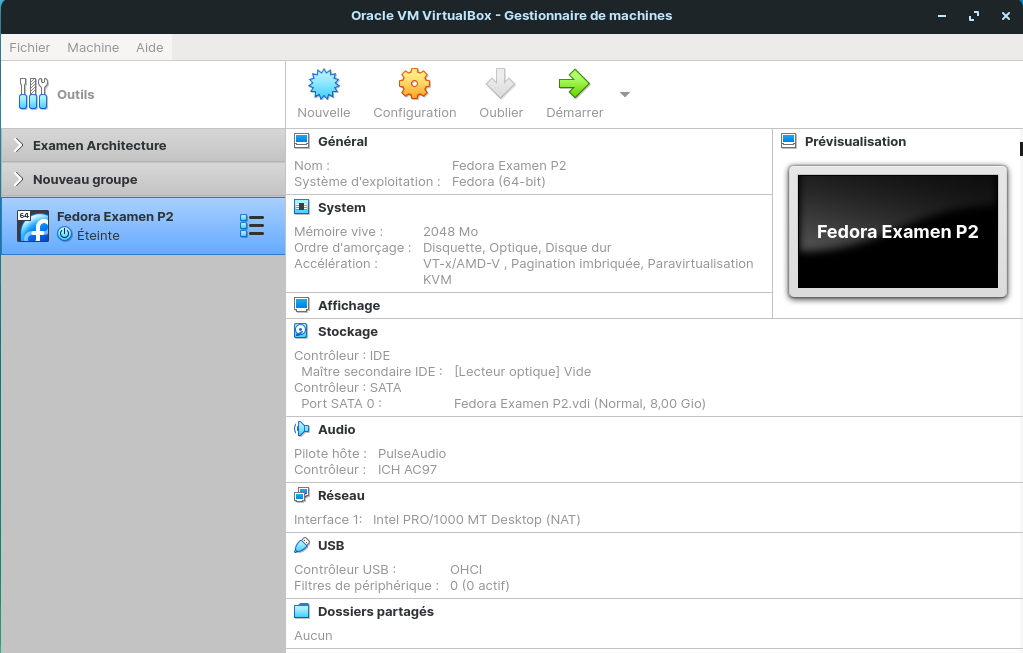 Oracle VM VirtualBox - Gestionnaire de machines
Fichier Machine Aide
Outils
Nouvelle Configuration Oublier Démarrer
Examen Architecture
Nouveau groupe
64
Fedora Examen P2
Éteinte
Général
Nom : Fedora Examen P2
Système d'exploitation : Fedora (64-bit)
System
Mémoire vive : 2048 Mo
Ordre d'amorçage : Disquette, Optique, Disque dur
Accélération : VT-x/AMD-V , Pagination imbriquée, Paravirtualisation
KVM
Affichage
Prévisualisation
Fedora Examen P2
Stockage
Contrôleur : IDE
Maître secondaire IDE : [Lecteur optique] Vide
Contrôleur : SATA
Port SATA 0 : Fedora Examen P2.vdi (Normal, 8,00 Gio)
Audio
Pilote hôte : PulseAudio
Contrôleur : ICH AC97
Réseau
Interface 1: Intel PRO/1000 MT Desktop (NAT)
USB
Contrôleur USB : OHCI
Filtres de périphérique : 0 (0 actif)
Dossiers partagés
Aucun